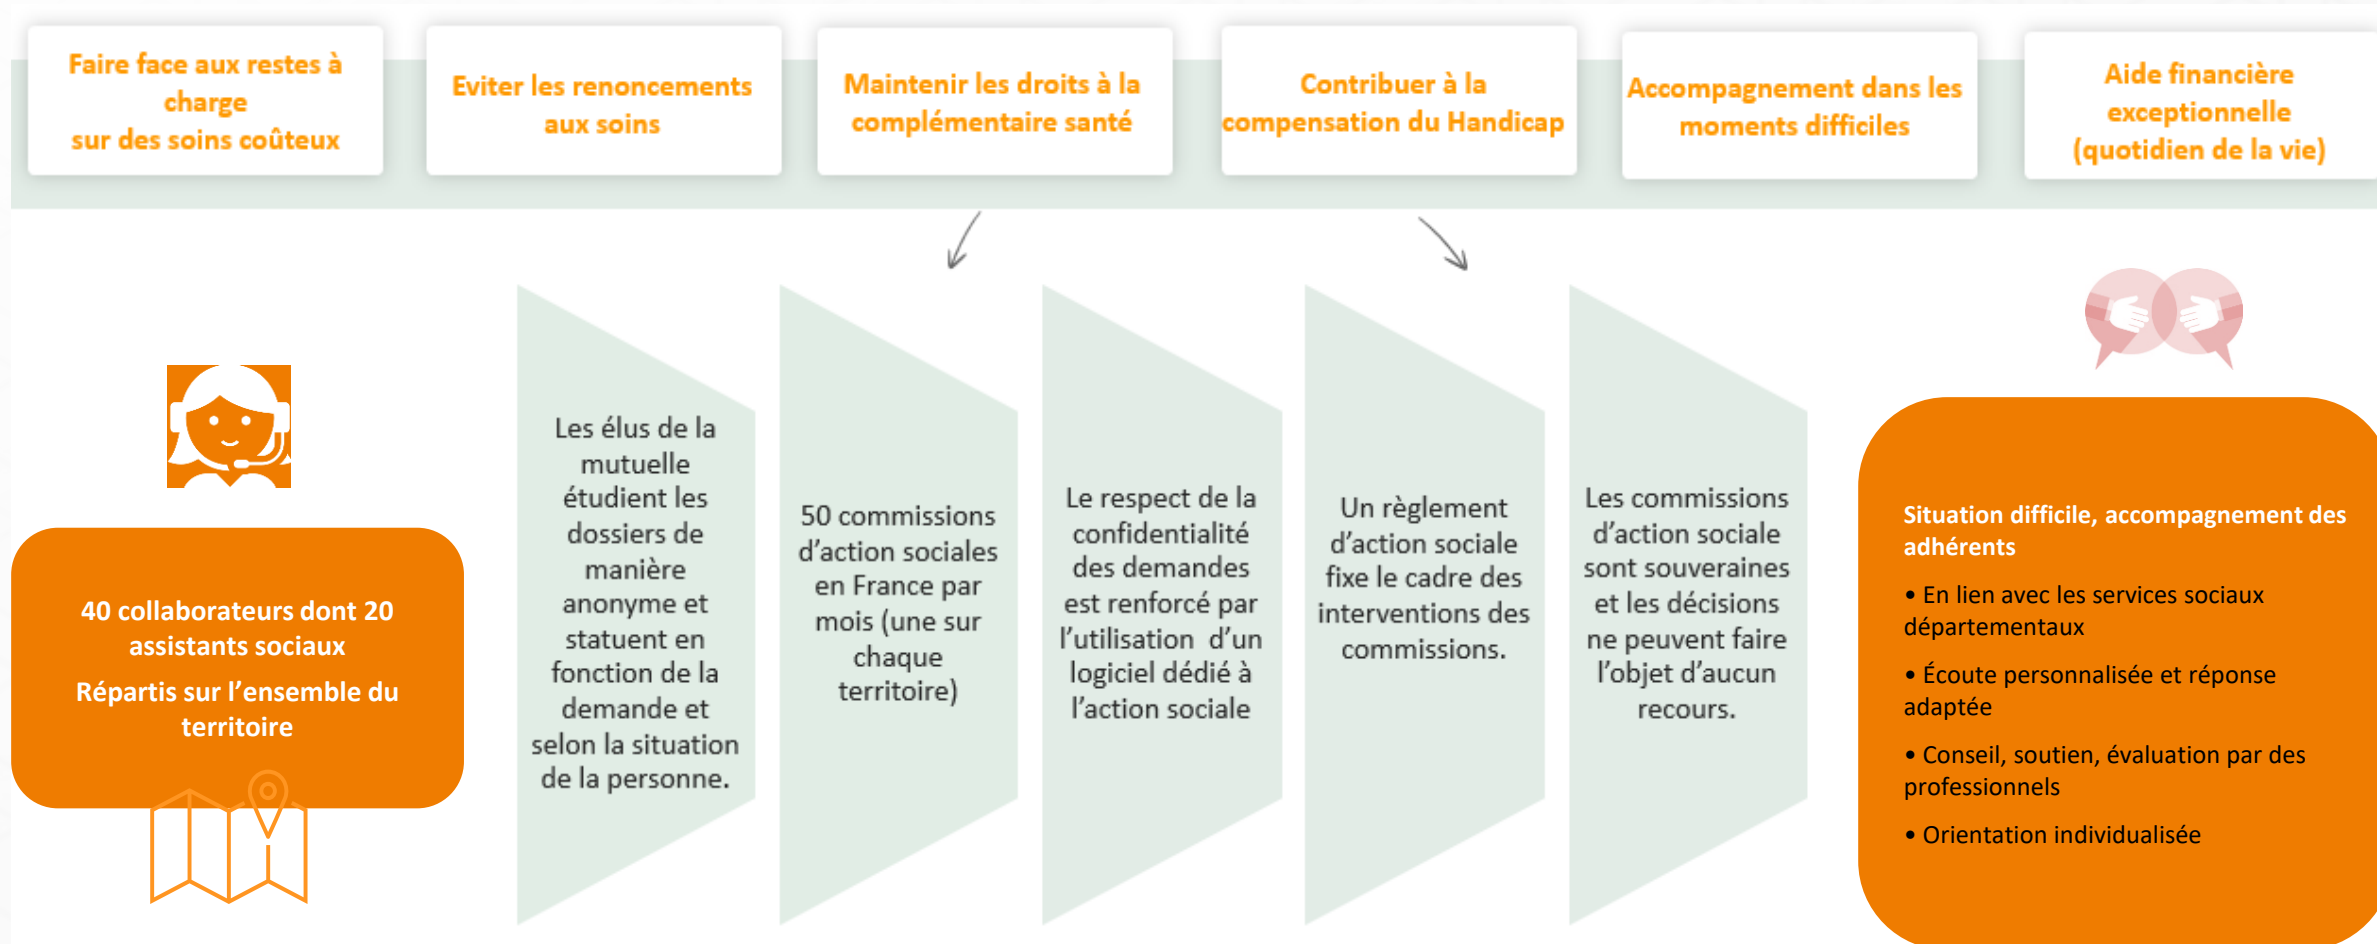 Faire face aux restes à
charge
sur des soins coûteux
Eviter les renoncements
aux soins
Maintenir les droits à la
complémentaire santé
Contribuer à la
compensation du Handicap
Accompagnement dans les
moments difficiles
Aide financière
exceptionnelle
(quotidien de la vie)
40 collaborateurs dont 20
assistants sociaux
Répartis sur l’ensemble du
territoire
Les élus de la
mutuelle
étudient les
dossiers de
manière
anonyme et
statuent en
fonction de la
demande et
selon la situation
de la personne.
50 commissions
d’action sociales
en France par
mois (une sur
chaque
territoire)
Le respect de la
confidentialité
des demandes
est renforcé par
l’utilisation d’un
logiciel dédié à
l’action sociale
Un règlement
d’action sociale
fixe le cadre des
interventions des
commissions.
Les commissions
d’action sociale
sont souveraines
et les décisions
ne peuvent faire
l’objet d’aucun
recours.
Situation difficile, accompagnement des
adhérents
• En lien avec les services sociaux
départementaux
• Écoute personnalisée et réponse
adaptée
• Conseil, soutien, évaluation par des
professionnels
• Orientation individualisée